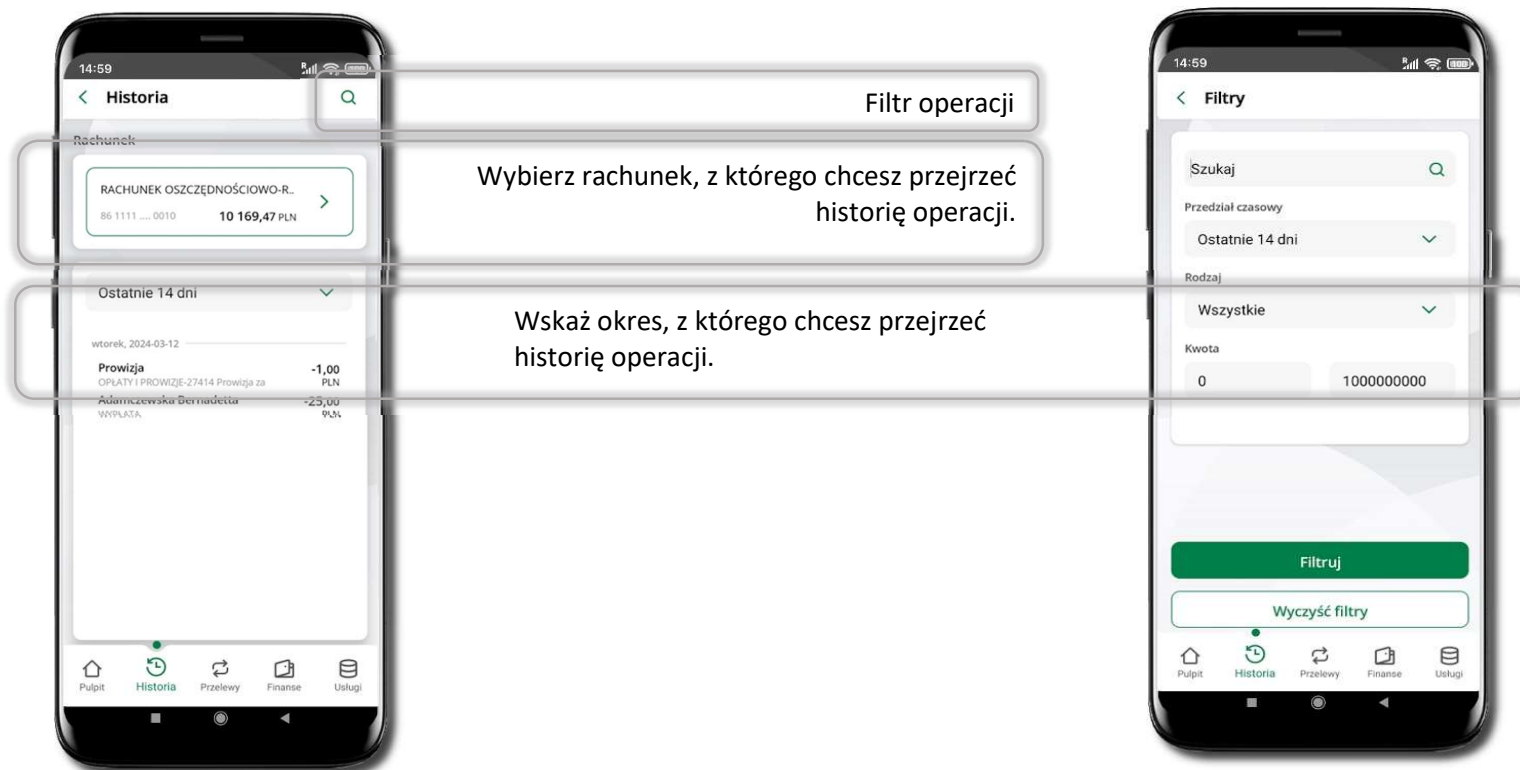 14:59
Historia
Rachunek
RACHUNEK OSZCZĘDNOŚCIOWO-R..
86 1111 .... 0010 10 169,47 PLN
Ostatnie 14 dni
wtorek, 2024-03-12
Prowizja -1,00
OPŁATY I PROWIZJE-27414 Prowizja za PLN
Adamczewska Bernadetta -25,00
WYPŁATA PLN
Pulpit Historia Przelewy Finanse Usługi
Filtr operacji
Wybierz rachunek, z którego chcesz przejrzeć
historię operacji.
Wskaż okres, z którego chcesz przejrzeć
historię operacji.
14:59
Filtry
Szukaj
Przedział czasowy
Ostatnie 14 dni
Rodzaj
Wszystkie
Kwota
0 1000000000
Filtruj
Wyczyść filtry
Pulpit Historia Przelewy Finanse Usługi